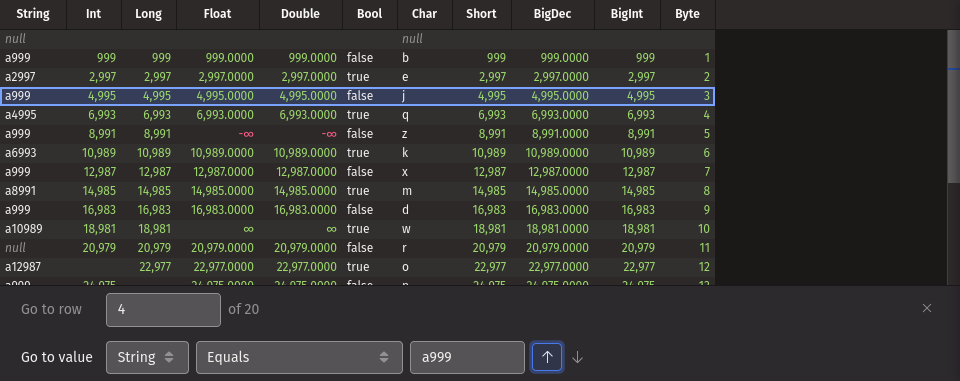 String Int Long Float Double Bool Char Short BigDec BigInt Byte
null null
a999 999 999 999.0000 999.0000 false b 999 999.0000 999 1
a2997 2,997 2,997 2,997.0000 2,997.0000 true e 2,997 2,997.0000 2,997 2
a999 4,995 4,995 4,995.0000 4,995.0000 false j 4,995 4,995.0000 4,995 3
a4995 6,993 6,993 6,993.0000 6,993.0000 true q 6,993 6,993.0000 6,993 4
a999 8,991 8,991 -∞ -∞ false z 8,991 8,991.0000 8,991 5
a6993 10,989 10,989 10,989.0000 10,989.0000 true k 10,989 10,989.0000 10,989 6
a999 12,987 12,987 12,987.0000 12,987.0000 false x 12,987 12,987.0000 12,987 7
a8991 14,985 14,985 14,985.0000 14,985.0000 true m 14,985 14,985.0000 14,985 8
a999 16,983 16,983 16,983.0000 16,983.0000 false d 16,983 16,983.0000 16,983 9
a10989 18,981 18,981 ∞ ∞ true w 18,981 18,981.0000 18,981 10
null 20,979 20,979 20,979.0000 20,979.0000 false r 20,979 20,979.0000 20,979 11
a12987 22,977 22,977.0000 22,977.0000 true o 22,977 22,977.0000 22,977 12
Go to row 4 of 20
Go to value String Equals a999